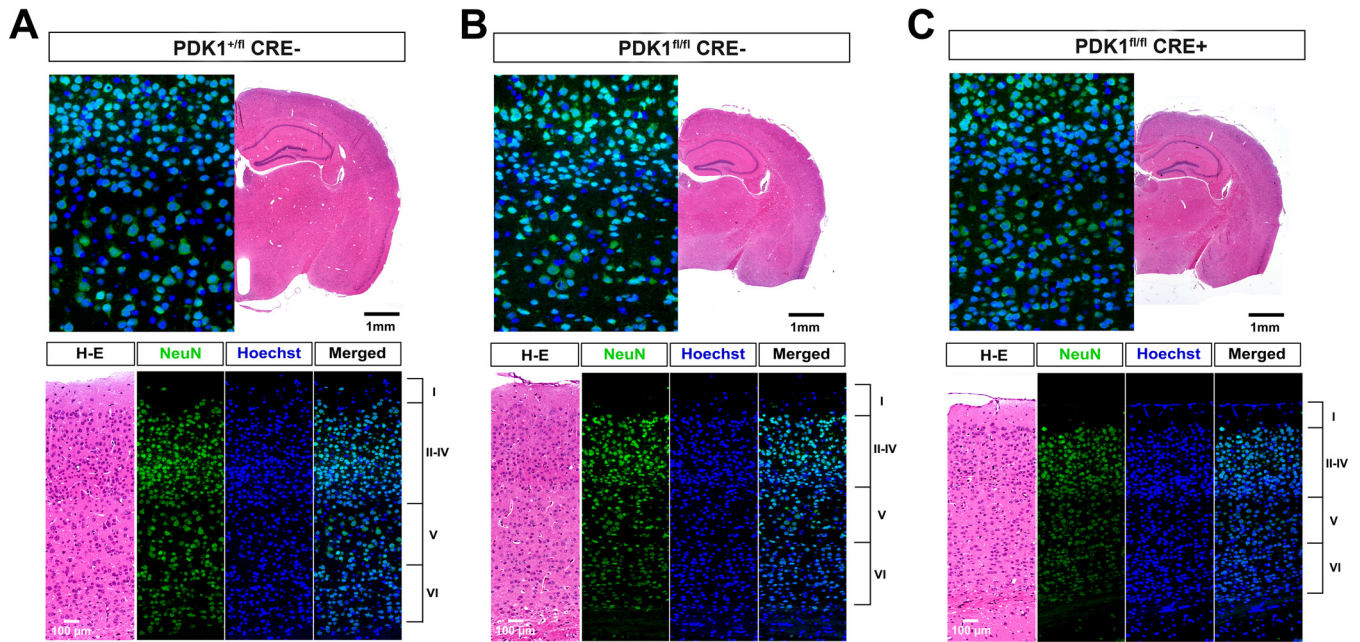 A
PDK1+/fl CRE-
1mm
H-E NeuN Hoechst Merged
I
II-IV
V
VI
100 µm
B
PDK1fl/fl CRE-
1mm
H-E NeuN Hoechst Merged
I
II-IV
V
VI
100 µm
C
PDK1fl/fl CRE+
1mm
H-E NeuN Hoechst Merged
I
II-IV
V
VI
100 µm